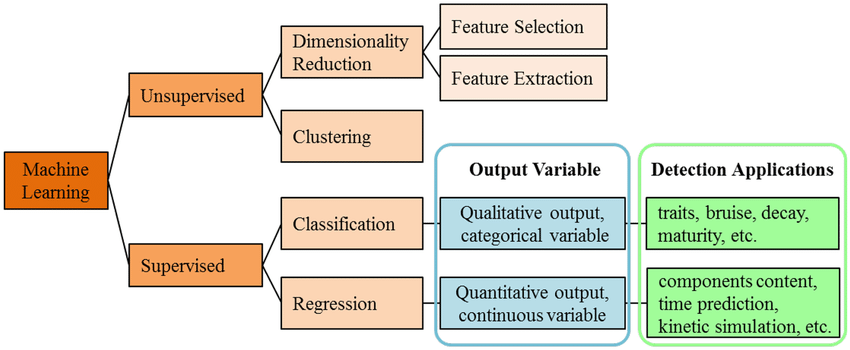 Machine
Learning
Unsupervised
Supervised
Dimensionality
Reduction
Clustering
Feature Selection
Feature Extraction
Classification
Regression
Output Variable
Qualitative output,
categorical variable
Quantitative output,
continuous variable
Detection Applications
traits, bruise, decay,
maturity, etc.
components content,
time prediction,
kinetic simulation, etc.